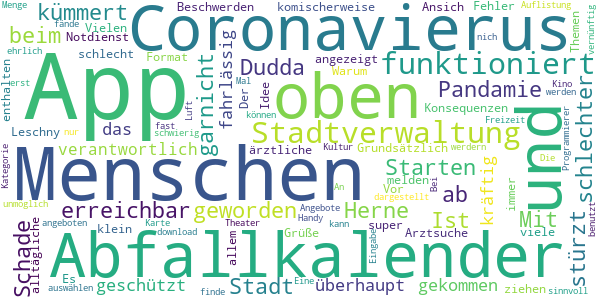 kümmert Beschwerden komischerweise Ansich Fehler Auflistung
Menge fände Vielen Coronavierus Themen
beim Notdienst vernünftig
ehrlich schlecht Format angezeigt nich
enthalten App garnicht fahrlässig Dudda oben funktioniert
erst Mal Warum Pandamie Kino werden
Luft Der Idee Konsequenzen Freizeit
Leschny das können Stadtverwaltung schlechter und
nur fast schwierig Programmierer
verantwortlich Kultur Grundsätzlich werdern
Kategorie Menschen ärztliche Vor melden Bei Die Starten
An dargestellt immer kräftig
unmöglich Angebote ab
Schade erreichbar geworden Handy Herne Ist Mit stürzt benutzt
alltägliche angeboten Karte Theater kann super Arztsuche viele
klein download allem Grüße Eingabe
Es Abfallkalender
zuwählen
auswählen geschützt finde Stadt Eine überhaupt gekommen ziehen sinnvoll